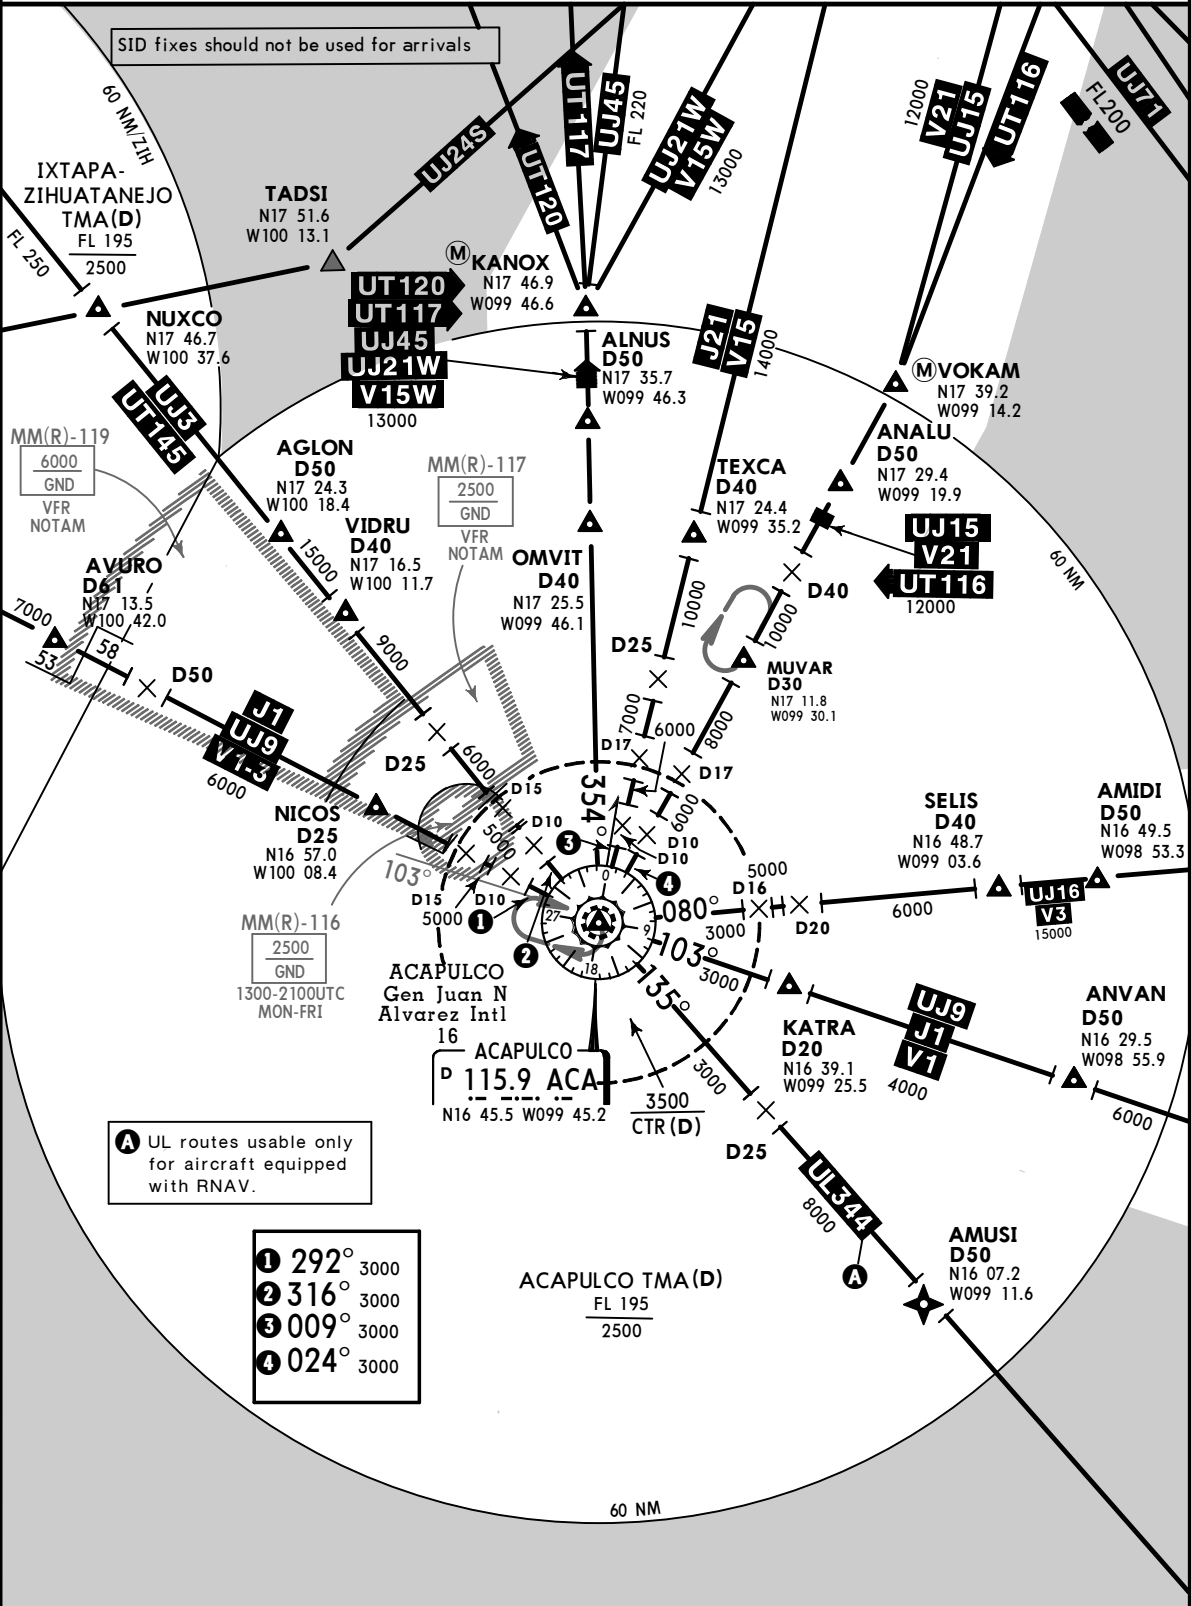 SID fixes should not be used for arrivals
60 NM/ZIH
IXTAPA-
ZIHUATANEJO
TMA(D)
FL 195
2500
FL 250
TADSI
N17 51.6
W100 13.1
UJ24S
UT120
UT117
UJ45
FL 220
UJ21W
V15W
13000
12000
V21
UJ15
UT116
FL200
UJ71
M KANOX
N17 46.9
W099 46.6
UT120
UT117
UJ45
UJ21W
V15W
13000
NUXCO
N17 46.7
W100 37.6
UJ3
UT145
ALNUS
D50
N17 35.7
W099 46.3
J21
V15
14000
M VOKAM
N17 39.2
W099 14.2
ANALU
D50
N17 29.4
W099 19.9
MM(R)-119
6000
GND
VFR
NOTAM
AGLON
D50
N17 24.3
W100 18.4
MM(R)-117
2500
GND
VFR
NOTAM
TEXCA
D40
N17 24.4
W099 35.2
UJ15
V21
UT116
12000
60 NM
VIDRU
D40
N17 16.5
W100 11.7
15000
OMVIT
D40
N17 25.5
W099 46.1
AVURO
D61
N17 13.5
W100 42.0
7000
53
58
D50
9000
D40
10000
10000
D25
MUVAR
D30
N17 11.8
W099 30.1
J1
UJ9
V1-3
6000
D25
6000
7000
6000
8000
D17
D17
NICOS
D25
N16 57.0
W100 08.4
D15
354°
6000
D10
5000
3
D10
D10
4
103°
D15
5000
D10
1
2
0
9
18
27
SELIS
D40
N16 48.7
W099 03.6
AMIDI
D50
N16 49.5
W098 53.3
5000
D16
080°
3000
D20
6000
UJ16
V3
15000
MM(R)-116
2500
GND
1300-2100UTC
MON-FRI
103°
3000
135°
3000
KATRA
D20
N16 39.1
W099 25.5
UJ9
J1
V1
4000
ANVAN
D50
N16 29.5
W098 55.9
6000
ACAPULCO
Gen Juan N
Alvarez Intl
16
ACAPULCO
D 115.9 ACA
N16 45.5 W099 45.2
3500
CTR(D)
D25
UL344
8000
A
AMUSI
D50
N16 07.2
W099 11.6
A UL routes usable only
for aircraft equipped
with RNAV.
1 292° 3000
2 316° 3000
3 009° 3000
4 024° 3000
ACAPULCO TMA(D)
FL 195
2500
60 NM